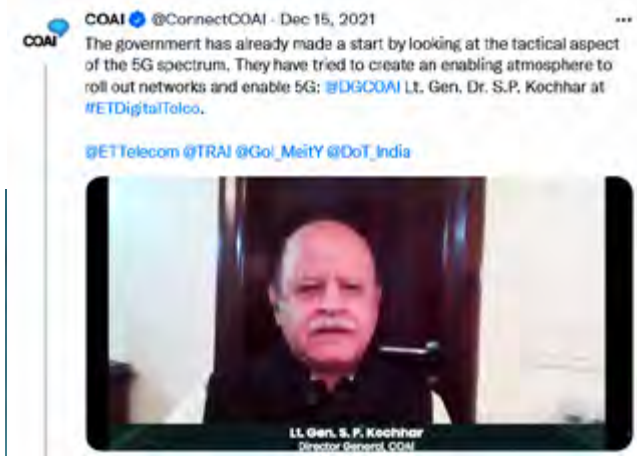 COAI @ConnectCOAI · Dec 15, 2021
COAI
The government has already made a start by looking at the tactical aspect
of the 5G spectrum. They have tried to create an enabling atmosphere to
roll out networks and enable 5G: @DGCOAI Lt. Gen. Dr. S.P. Kochhar at
#ETDigitalTelco.
@ETTelecom @TRAI @GoI_MeitY @DoT_India
Lt. Gen. S. P. Kochhar
Director General, COAI